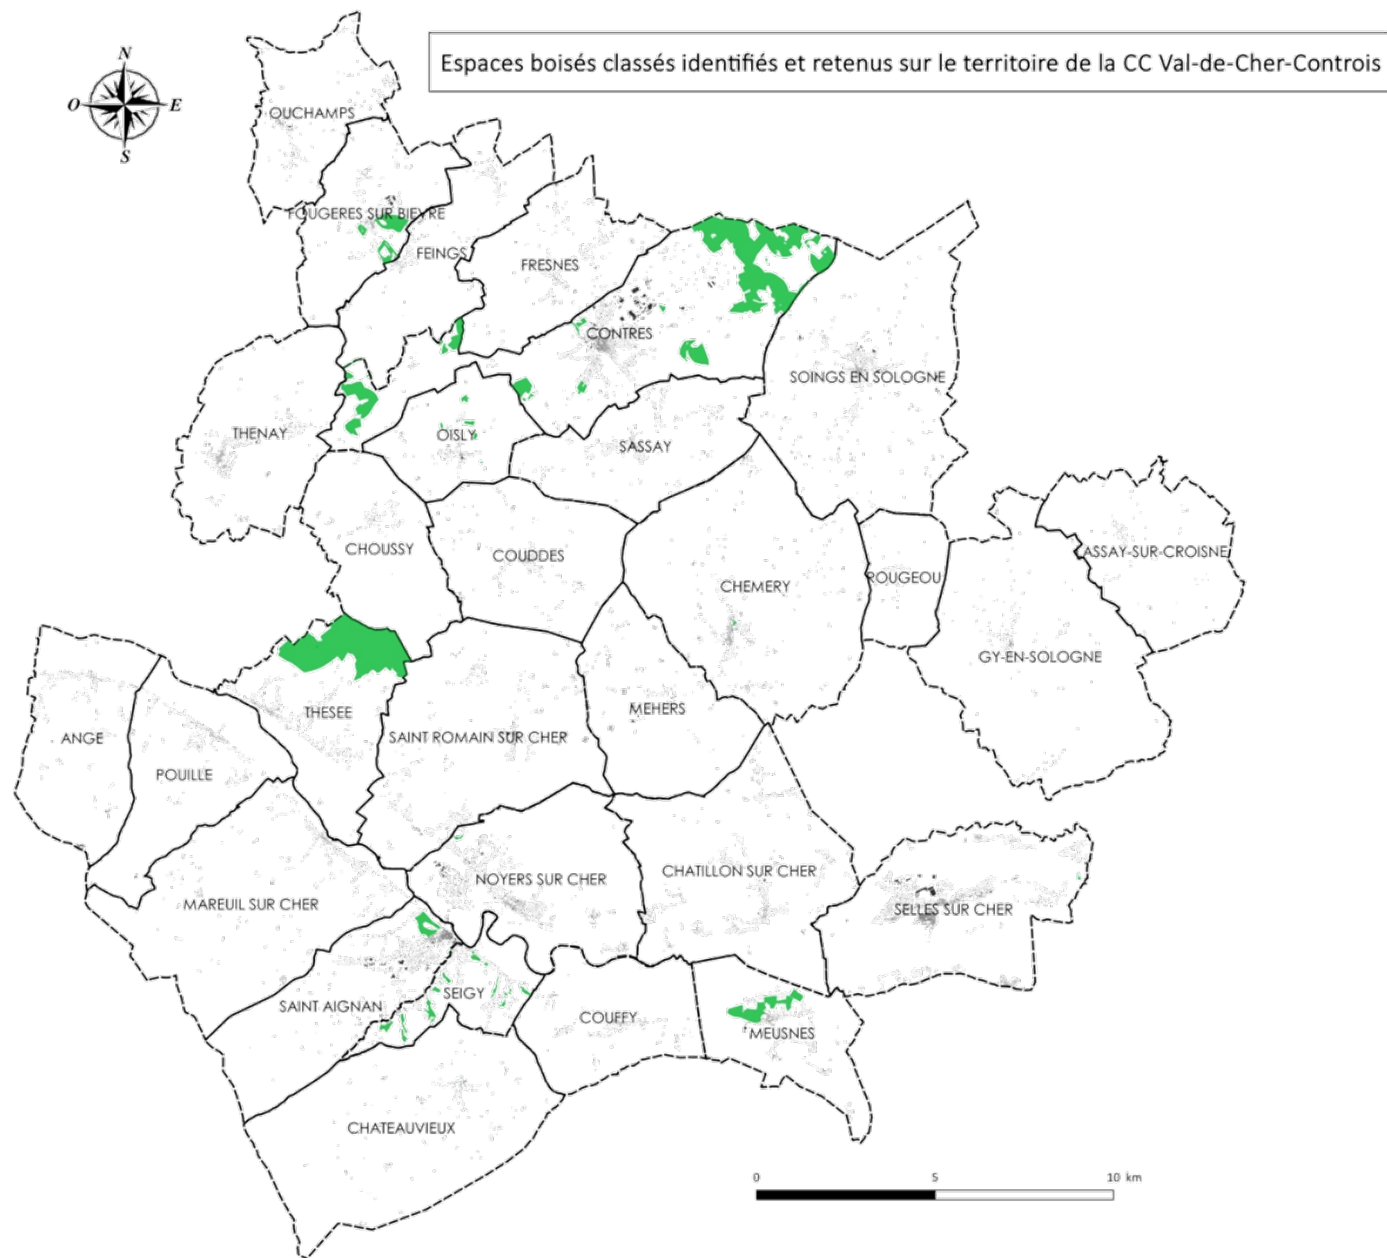 N
Espaces boisés classés identifiés et retenus sur le territoire de la CC Val-de-Cher-Controis
O
E
S
OUCHAMPS
FOUGERES SUR BIEVRE
FEINGS
FRESNES
CONTRES
SOINGS EN SOLOGNE
THENAY
OISLY
SASSAY
CHOUSSY
COUDDES
CHEMERY
ROUGEOU
ASSAY-SUR-CROISNE
GY-EN-SOLOGNE
THESEE
MEHERS
ANGE
SAINT ROMAIN SUR CHER
POUILLE
CHATILLON SUR CHER
NOYERS SUR CHER
MAREUIL SUR CHER
SELLES SUR CHER
SEIGY
SAINT AIGNAN
COUFFY
MEUSNES
CHATEAUVIEUX
0 5 10 km